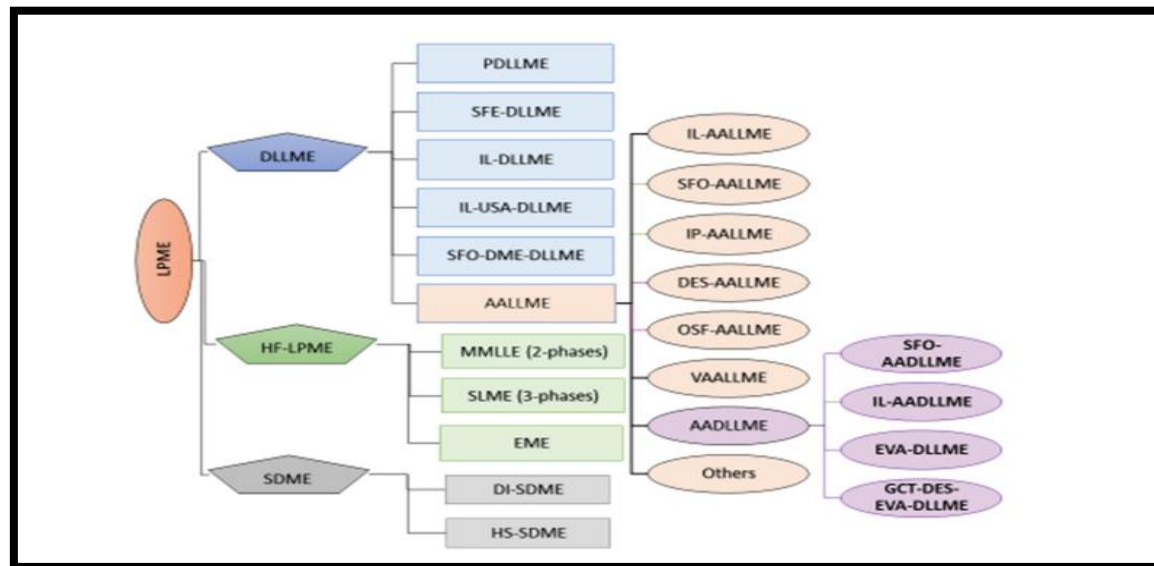 LPME
DLLME
HF-LPME
SDME
PDLLME
SFE-DLLME
IL-DLLME
IL-USA-DLLME
SFO-DME-DLLME
AALLME
MMLLE (2-phases)
SLME (3-phases)
EME
DI-SDME
HS-SDME
IL-AALLME
SFO-AALLME
IP-AALLME
DES-AALLME
OSF-AALLME
VAALLME
AADLLME
Others
SFO-
AADLLME
IL-AADLLME
EVA-DLLME
GCT-DES-
EVA-DLLME